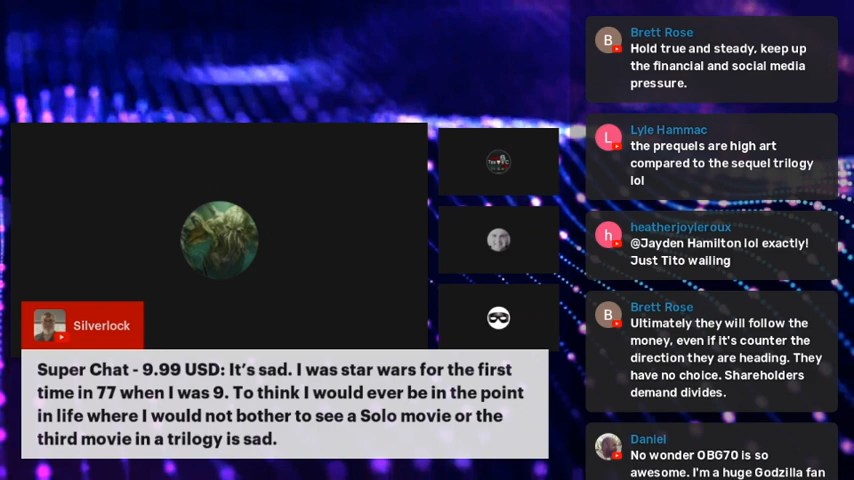 Silverlock
Super Chat - 9.99 USD: It's sad. I was star wars for the first
time in 77 when I was 9. To think I would ever be in the point
in life where I would not bother to see a Solo movie or the
third movie in a trilogy is sad.
B
Brett Rose
Hold true and steady, keep up
the financial and social media
pressure.
L
Lyle Hammac
the prequels are high art
compared to the sequel trilogy
lol
h
heatherjoyleroux
@Jayden Hamilton lol exactly!
Just Tito wailing
B
Brett Rose
Ultimately they will follow the
money, even if it's counter the
direction they are heading. They
have no choice. Shareholders
demand divides.
Daniel
No wonder OBG70 is so
awesome. I'm a huge Godzilla fan